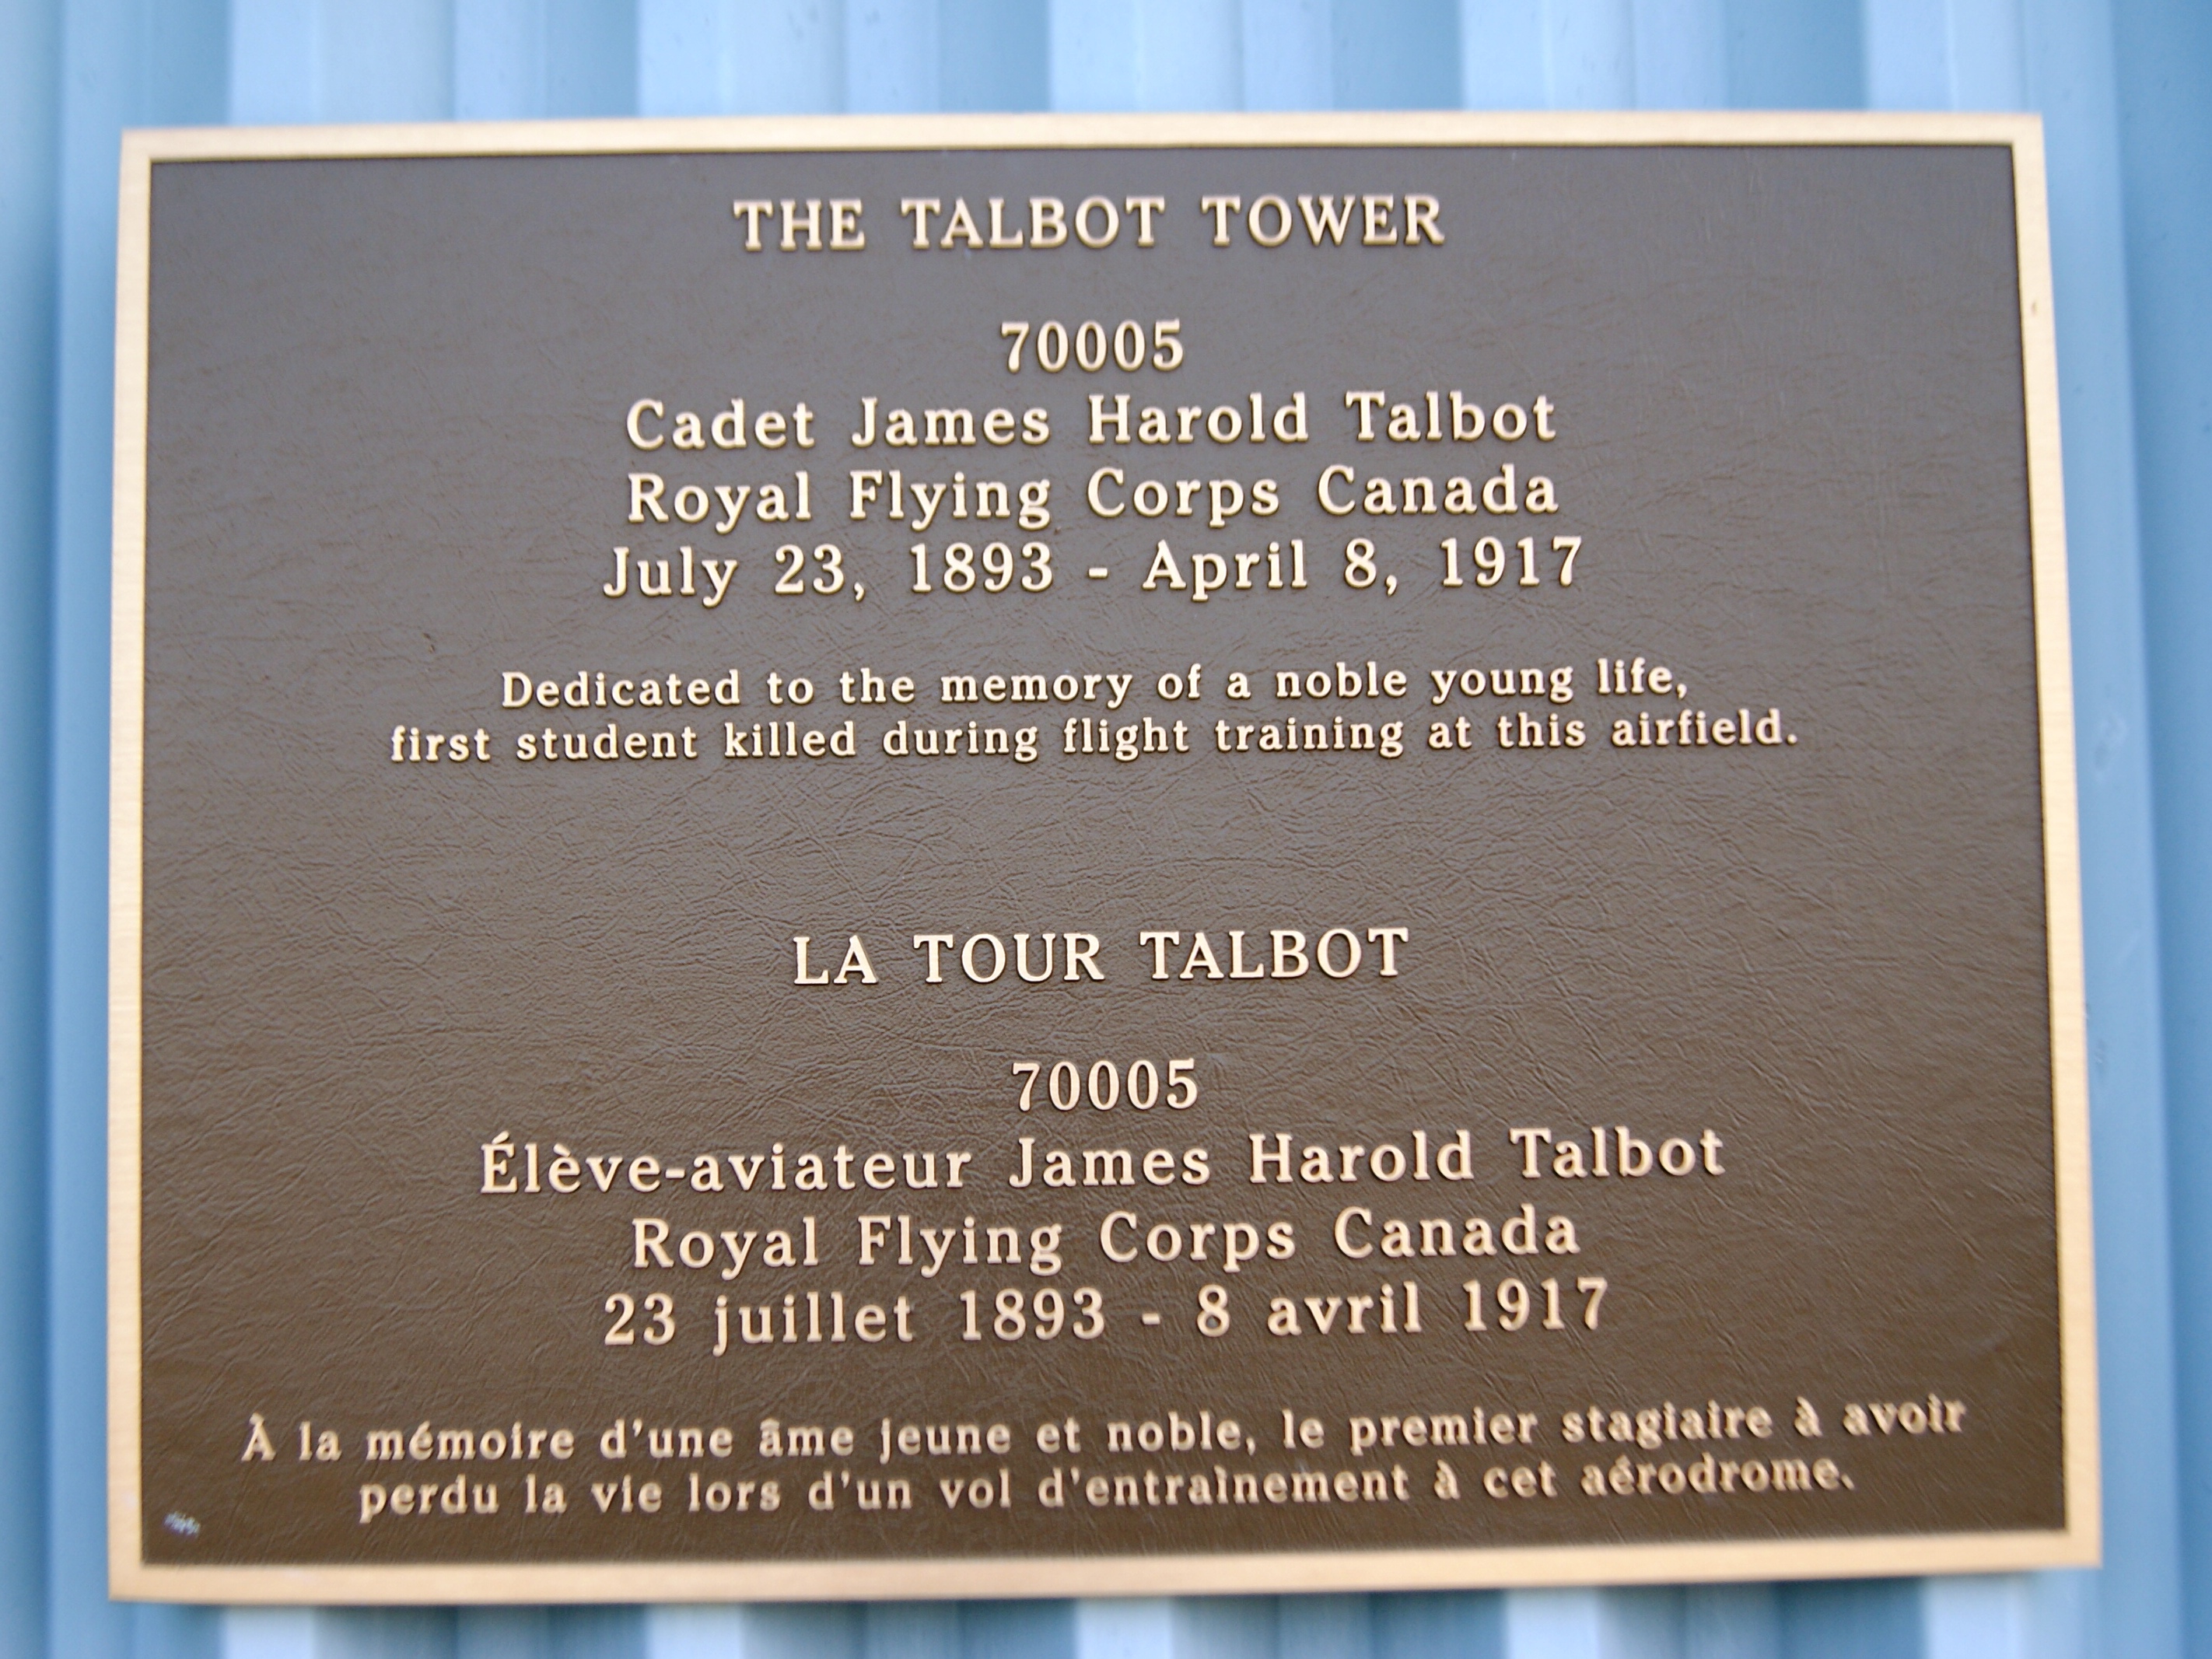 THE TALBOT TOWER
70005
Cadet James Harold Talbot
Royal Flying Corps Canada
July 23, 1893 - April 8, 1917
Dedicated to the memory of a noble young life,
first student killed during flight training at this airfield.
LA TOUR TALBOT
70005
Élève-aviateur James Harold Talbot
Royal Flying Corps Canada
23 juillet 1893 - 8 avril 1917
À la mémoire d'une âme jeune et noble, le premier stagiaire à avoir
perdu la vie lors d'un vol d'entraînement à cet aérodrome.